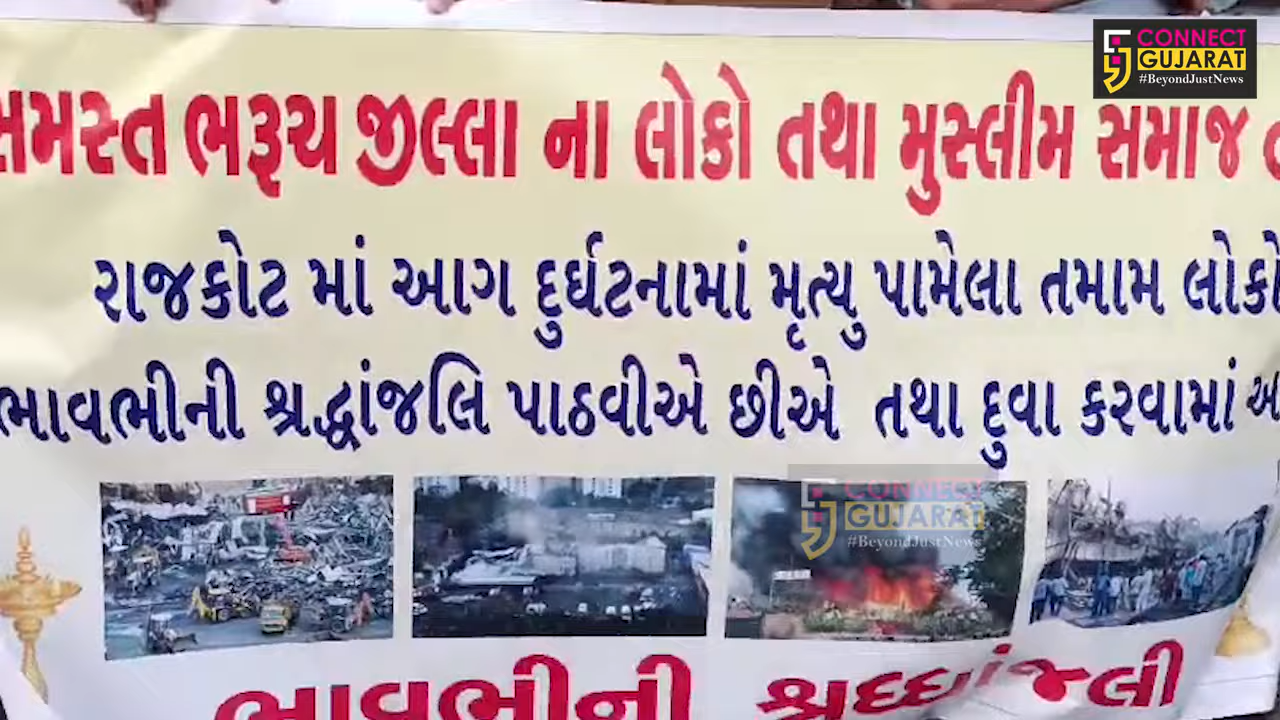 CONNECT
GUJARAT
#BeyondJustNews
સમસ્ત ભરૂચ જીલ્લા ના લોકો તથા મુસ્લીમ સમાજ
રાજકોટ માં આગ દુર્ઘટનામાં મૃત્યુ પામેલા તમામ લોકો
ભાવભીની શ્રદ્ધાંજલિ પાઠવીએ છીએ તથા દુવા કરવામાં
CONNECT
GUJARAT
#BeyondJustNews
ભાવભીની શ્રધ્ધાંજલી